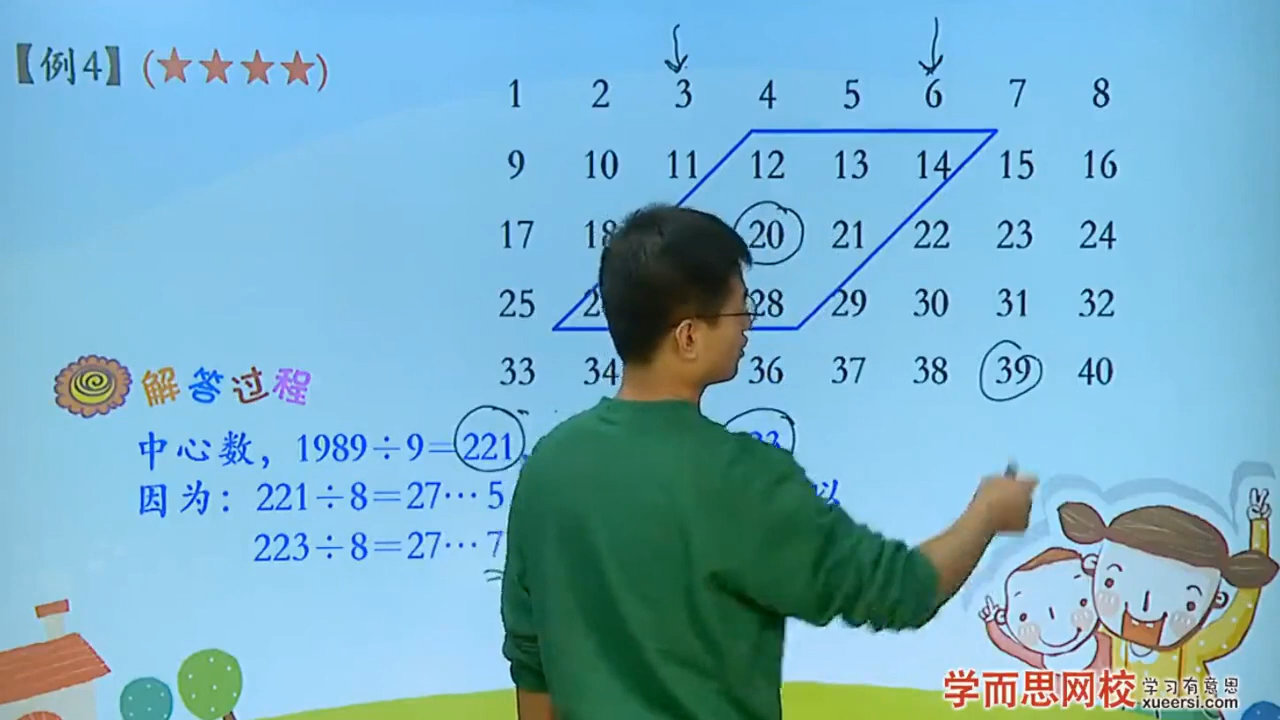 【例4】(★★★★)
1 2 3 4 5 6 7 8
9 10 11 12 13 14 15 16
17 18 20 21 22 23 24
25 28 29 30 31 32
33 34 36 37 38 39 40
解答过程
中心数，1989÷9=221
因为：221÷8=27…5
223÷8=27…7
学而思网校 学习有意思
xueersi.com